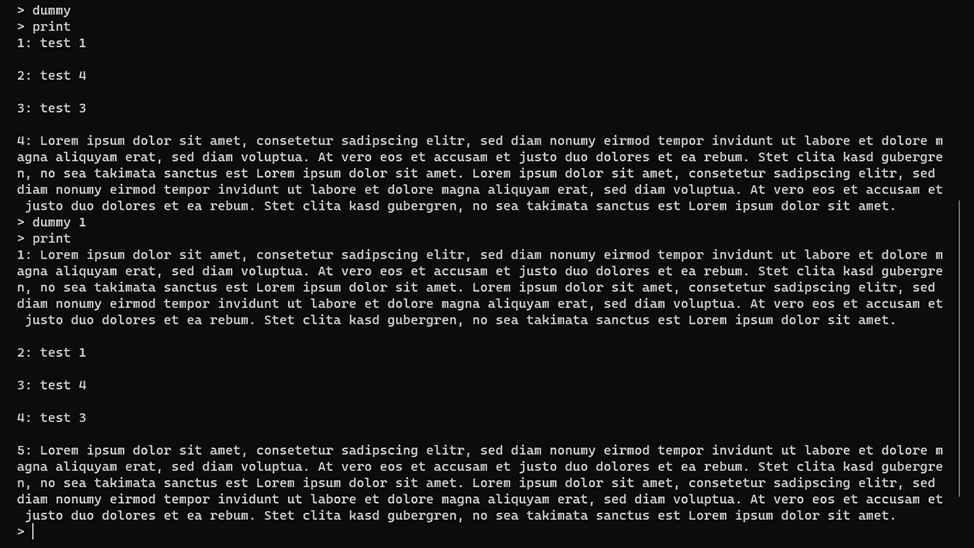 > dummy
> print
1: test 1
2: test 4
3: test 3
4: Lorem ipsum dolor sit amet, consetetur sadipscing elitr, sed diam nonumy eirmod tempor invidunt ut labore et dolore m
agna aliquyam erat, sed diam voluptua. At vero eos et accusam et justo duo dolores et ea rebum. Stet clita kasd gubergre
n, no sea takimata sanctus est Lorem ipsum dolor sit amet. Lorem ipsum dolor sit amet, consetetur sadipscing elitr, sed
diam nonumy eirmod tempor invidunt ut labore et dolore magna aliquyam erat, sed diam voluptua. At vero eos et accusam et
justo duo dolores et ea rebum. Stet clita kasd gubergren, no sea takimata sanctus est Lorem ipsum dolor sit amet.
> dummy 1
> print
1: Lorem ipsum dolor sit amet, consetetur sadipscing elitr, sed diam nonumy eirmod tempor invidunt ut labore et dolore m
agna aliquyam erat, sed diam voluptua. At vero eos et accusam et justo duo dolores et ea rebum. Stet clita kasd gubergre
n, no sea takimata sanctus est Lorem ipsum dolor sit amet. Lorem ipsum dolor sit amet, consetetur sadipscing elitr, sed
diam nonumy eirmod tempor invidunt ut labore et dolore magna aliquyam erat, sed diam voluptua. At vero eos et accusam et
justo duo dolores et ea rebum. Stet clita kasd gubergren, no sea takimata sanctus est Lorem ipsum dolor sit amet.
2: test 1
3: test 4
4: test 3
5: Lorem ipsum dolor sit amet, consetetur sadipscing elitr, sed diam nonumy eirmod tempor invidunt ut labore et dolore m
agna aliquyam erat, sed diam voluptua. At vero eos et accusam et justo duo dolores et ea rebum. Stet clita kasd gubergre
n, no sea takimata sanctus est Lorem ipsum dolor sit amet. Lorem ipsum dolor sit amet, consetetur sadipscing elitr, sed
diam nonumy eirmod tempor invidunt ut labore et dolore magna aliquyam erat, sed diam voluptua. At vero eos et accusam et
justo duo dolores et ea rebum. Stet clita kasd gubergren, no sea takimata sanctus est Lorem ipsum dolor sit amet.
>